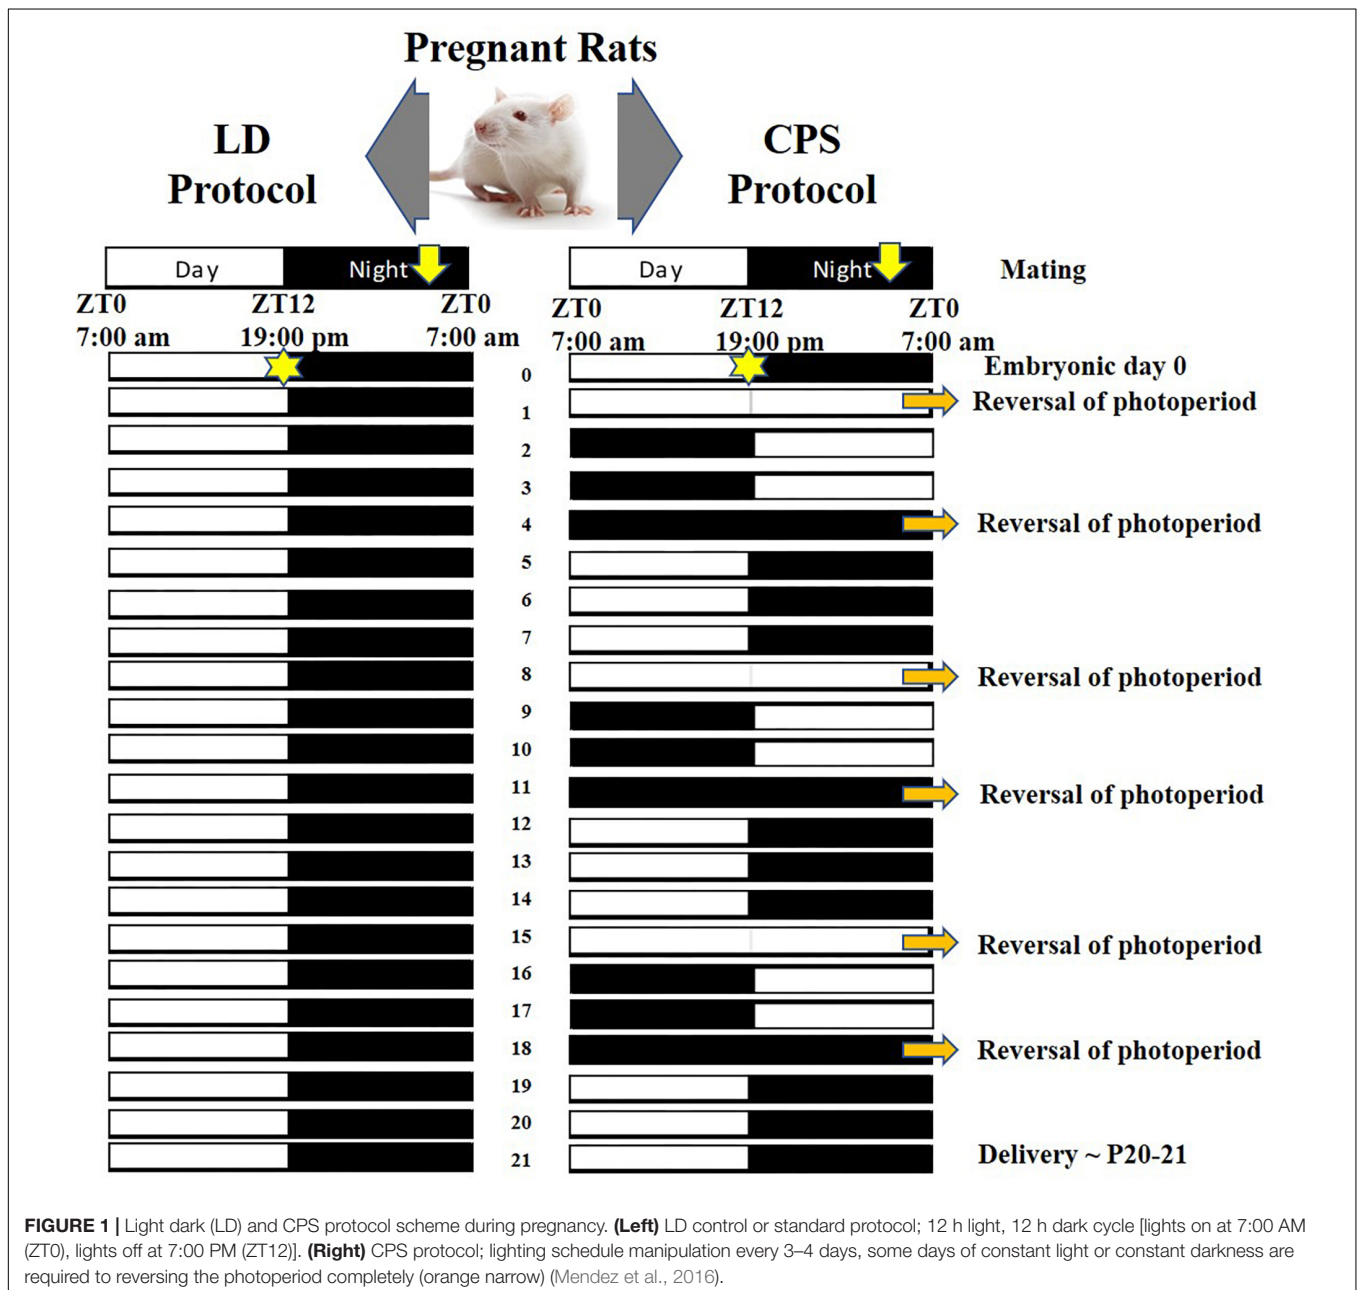 Pregnant Rats
LD
Protocol
CPS
Protocol
Day Night
Day Night
Mating
ZT0 ZT12 ZT0
7:00 am 19:00 pm 7:00 am
ZT0 ZT12 ZT0
7:00 am 19:00 pm 7:00 am
0 Embryonic day 0
1 Reversal of photoperiod
2
3
4 Reversal of photoperiod
5
6
7
8 Reversal of photoperiod
9
10
11 Reversal of photoperiod
12
13
14
15 Reversal of photoperiod
16
17
18 Reversal of photoperiod
19
20
21 Delivery ~ P20-21
FIGURE 1 | Light dark (LD) and CPS protocol scheme during pregnancy. (Left) LD control or standard protocol; 12 h light, 12 h dark cycle [lights on at 7:00 AM
(ZT0), lights off at 7:00 PM (ZT12)]. (Right) CPS protocol; lighting schedule manipulation every 3–4 days, some days of constant light or constant darkness are
required to reversing the photoperiod completely (orange narrow) (Mendez et al., 2016).